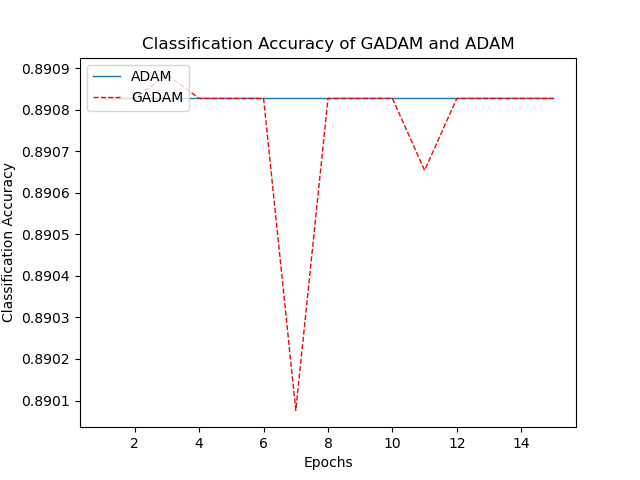 Classification Accuracy of GADAM and ADAM
ADAM
GADAM
Classification Accuracy
0.8909
0.8908
0.8907
0.8906
0.8905
0.8904
0.8903
0.8902
0.8901
2 4 6 8 10 12 14
Epochs